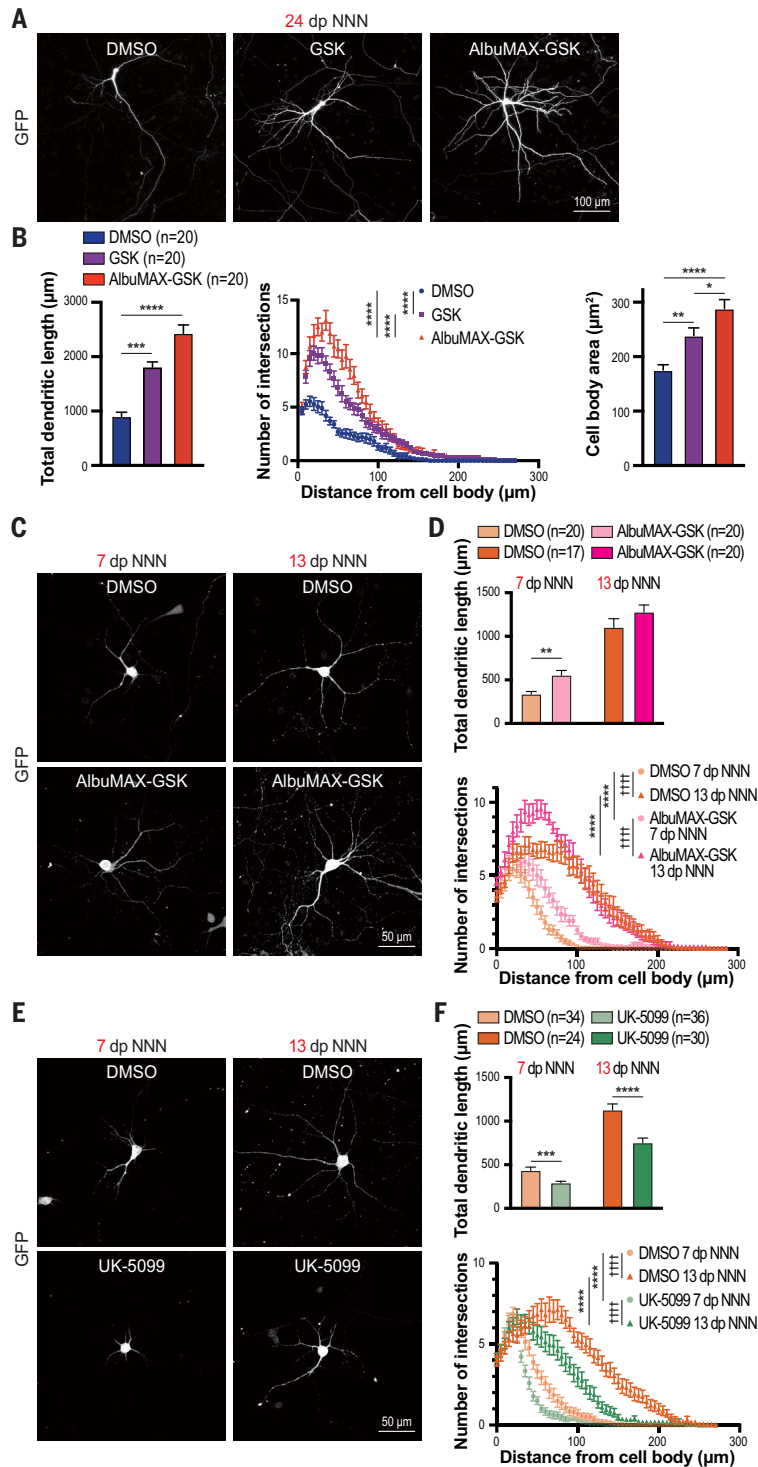 A
24 dp NNN
DMSO
GSK
AlbuMAX-GSK
GFP
100 µm
B
DMSO (n=20)
GSK (n=20)
AlbuMAX-GSK (n=20)
Total dendritic length (µm)
3000
2000
1000
0
***
****
Number of intersections
15
10
5
0
0
100
200
300
Distance from cell body (µm)
****
****
****
DMSO
GSK
AlbuMAX-GSK
Cell body area (µm²)
300
200
100
0
****
**
*
C
7 dp NNN
13 dp NNN
DMSO
DMSO
GFP
AlbuMAX-GSK
AlbuMAX-GSK
50 µm
D
DMSO (n=20)
AlbuMAX-GSK (n=20)
DMSO (n=17)
AlbuMAX-GSK (n=20)
7 dp NNN
13 dp NNN
Total dendritic length (µm)
1500
1000
500
0
**
Number of intersections
10
5
0
0
100
200
300
Distance from cell body (µm)
****
****
††††
††††
DMSO 7 dp NNN
DMSO 13 dp NNN
AlbuMAX-GSK
7 dp NNN
AlbuMAX-GSK
13 dp NNN
E
7 dp NNN
13 dp NNN
DMSO
DMSO
GFP
UK-5099
UK-5099
50 µm
F
DMSO (n=34)
UK-5099 (n=36)
DMSO (n=24)
UK-5099 (n=30)
7 dp NNN
13 dp NNN
Total dendritic length (µm)
1500
1000
500
0
***
****
Number of intersections
10
5
0
0
100
200
300
Distance from cell body (µm)
****
****
††††
††††
DMSO 7 dp NNN
DMSO 13 dp NNN
UK-5099 7 dp NNN
UK-5099 13 dp NNN